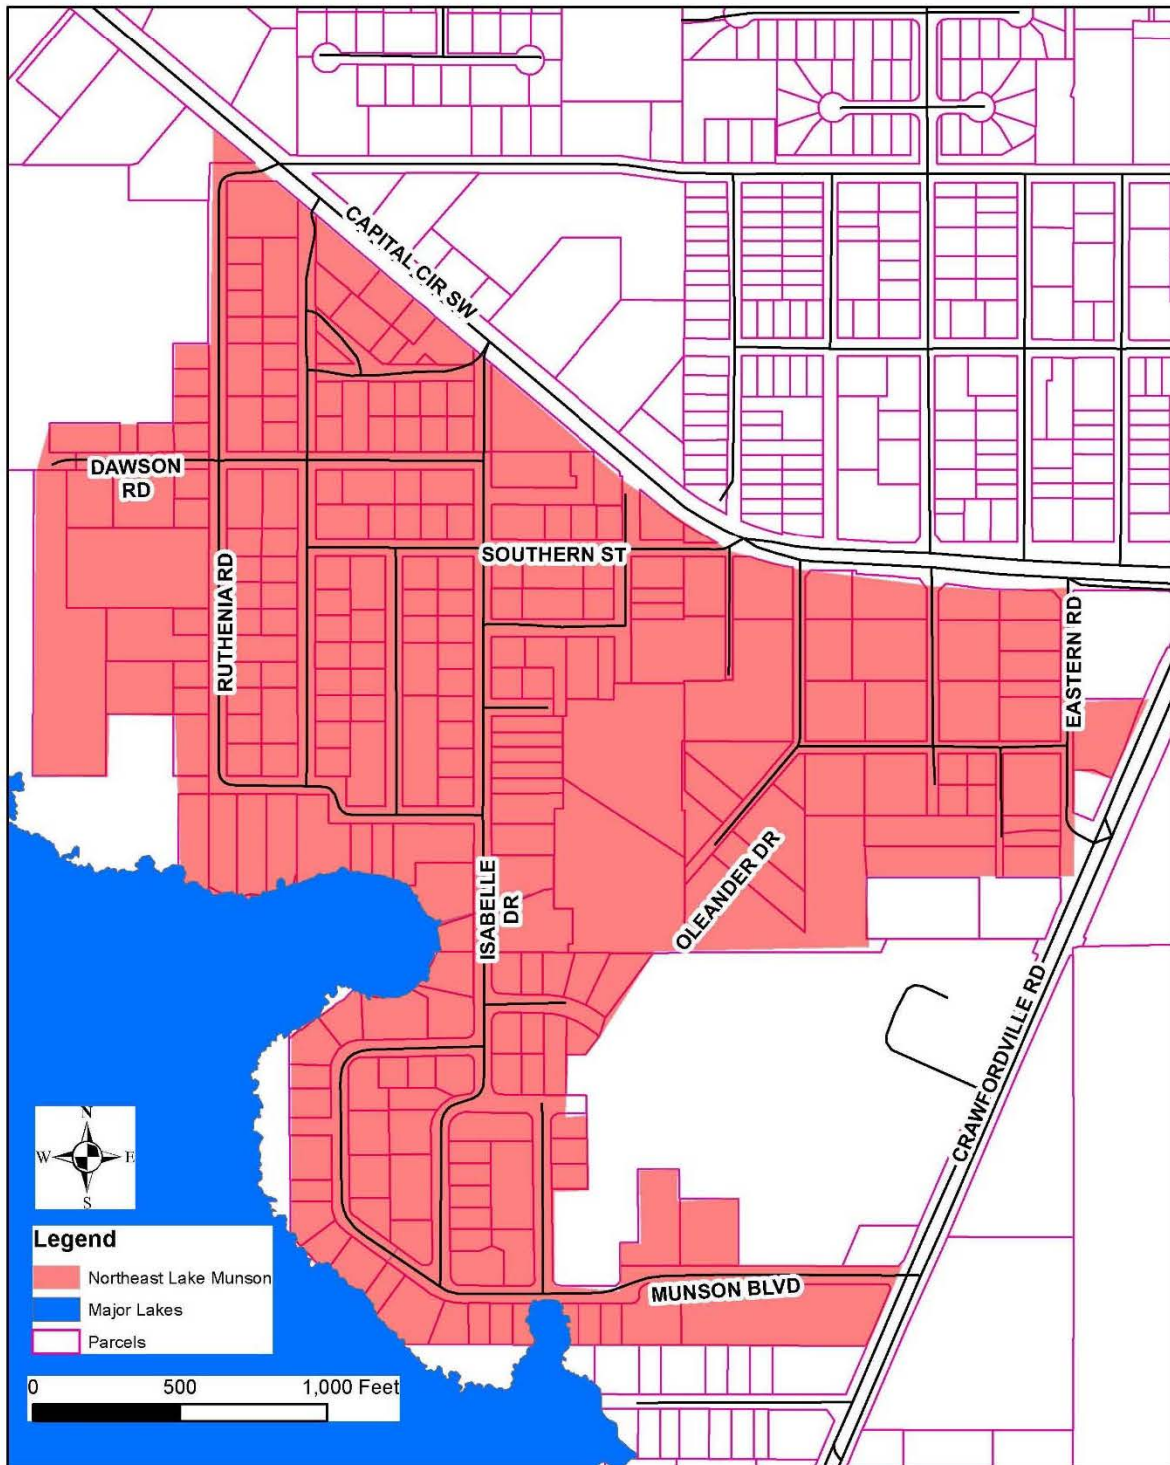 CAPITAL CIR SW
DAWSON
RD
SOUTHERN ST
RUTHENIA RD
EASTERN RD
OLEANDER DR
ISABELLE
DR
CRAWFORDVILLE RD
MUNSON BLVD
N
W E
S
Legend
Northeast Lake Munson
Major Lakes
Parcels
0 500 1,000 Feet